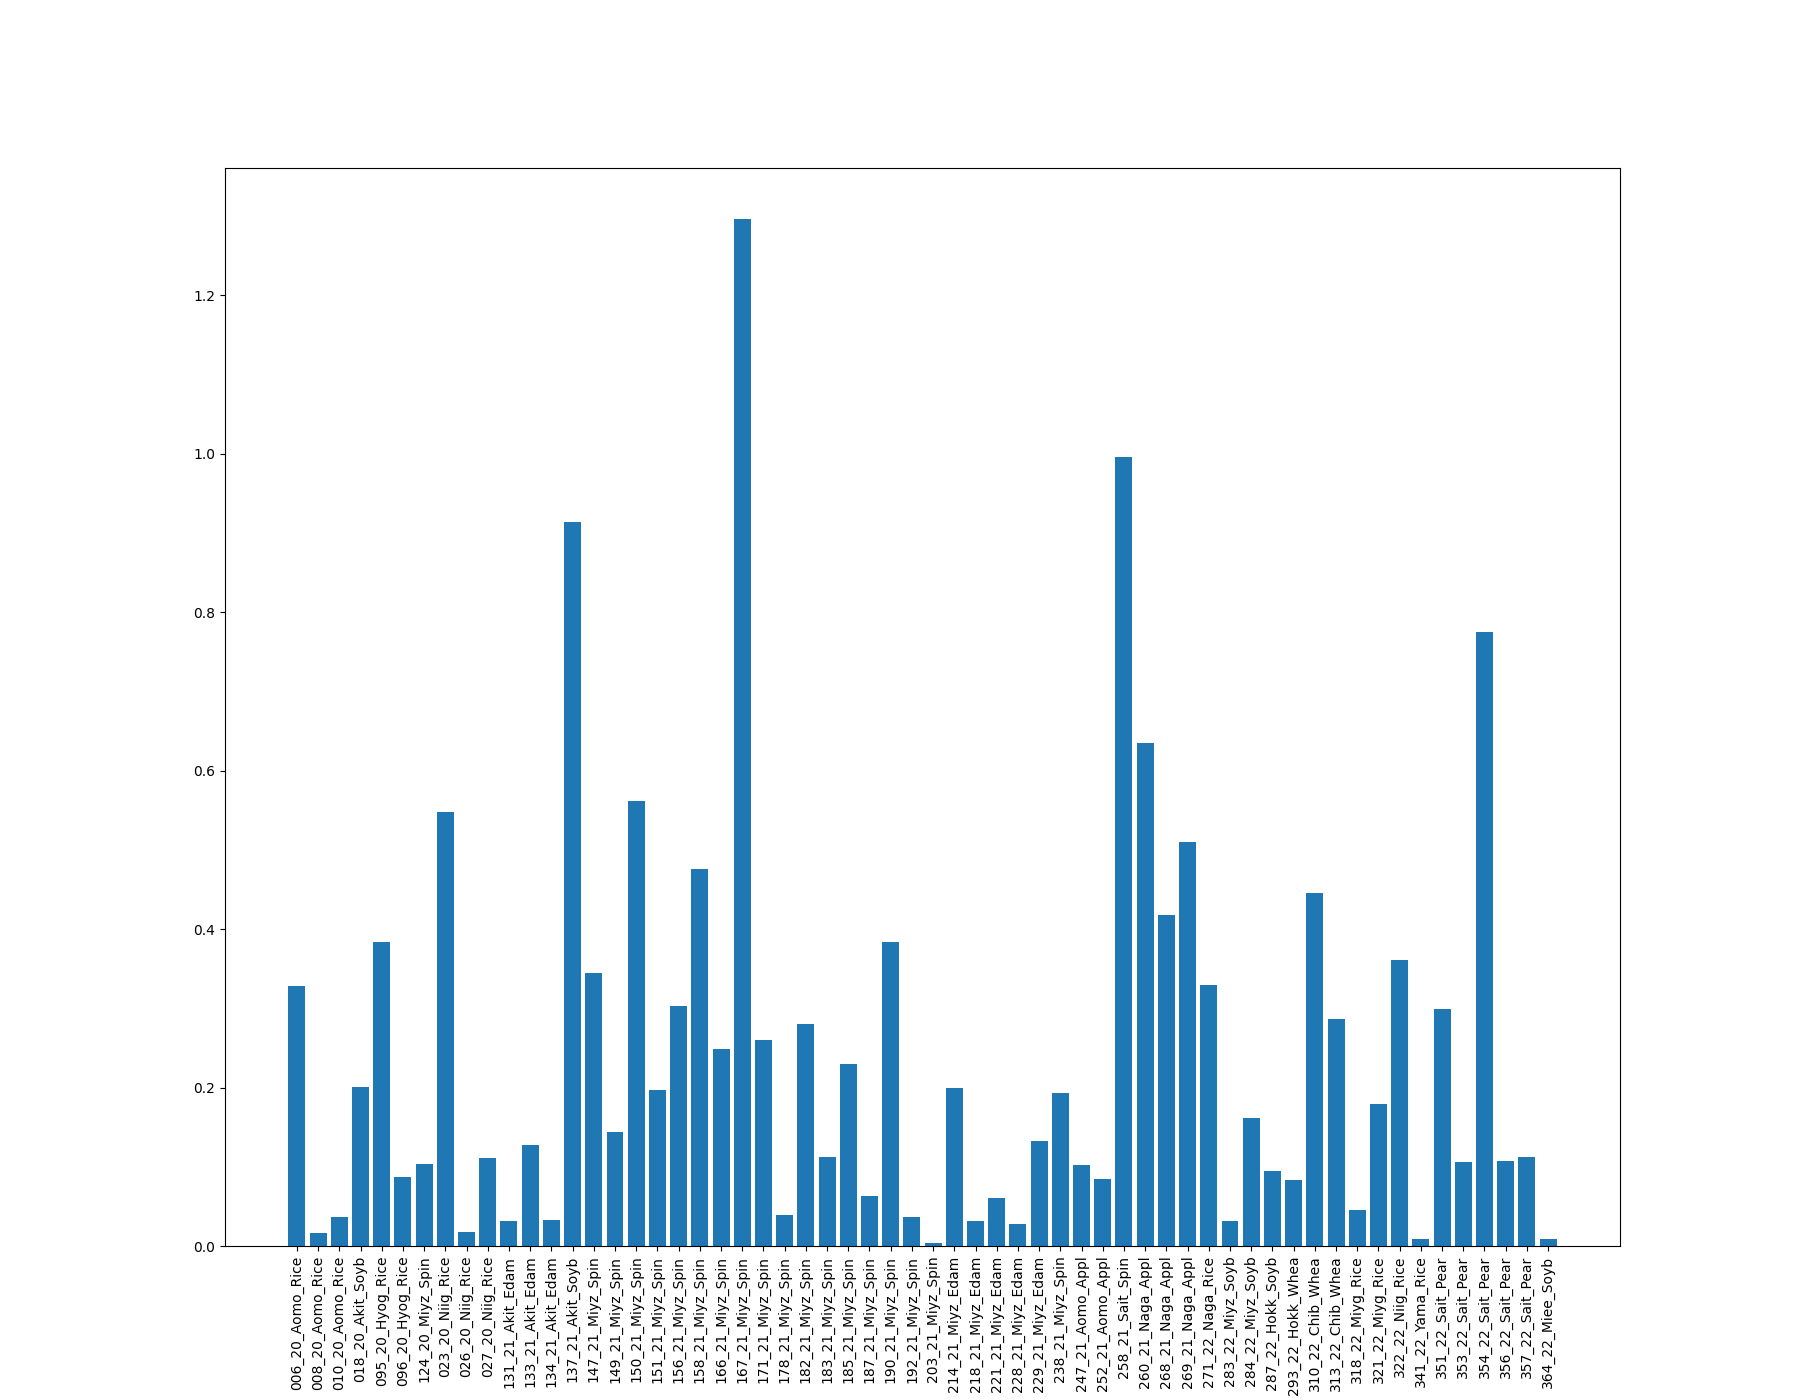 1.2
1.0
0.8
0.6
0.4
0.2
0.0
006_20_Aomo_Rice
008_20_Aomo_Rice
010_20_Aomo_Rice
018_20_Akit_Soyb
095_20_Hyog_Rice
096_20_Hyog_Rice
124_20_Miyz_Spin
023_20_Niig_Rice
026_20_Niig_Rice
027_20_Niig_Rice
131_21_Akit_Edam
133_21_Akit_Edam
134_21_Akit_Edam
137_21_Akit_Soyb
147_21_Miyz_Spin
149_21_Miyz_Spin
150_21_Miyz_Spin
151_21_Miyz_Spin
156_21_Miyz_Spin
158_21_Miyz_Spin
166_21_Miyz_Spin
167_21_Miyz_Spin
171_21_Miyz_Spin
178_21_Miyz_Spin
182_21_Miyz_Spin
183_21_Miyz_Spin
185_21_Miyz_Spin
187_21_Miyz_Spin
190_21_Miyz_Spin
192_21_Miyz_Spin
203_21_Miyz_Spin
214_21_Miyz_Edam
218_21_Miyz_Edam
221_21_Miyz_Edam
228_21_Miyz_Edam
229_21_Miyz_Edam
238_21_Miyz_Spin
247_21_Aomo_Appl
252_21_Aomo_Appl
258_21_Sait_Spin
260_21_Naga_Appl
268_21_Naga_Appl
269_21_Naga_Appl
271_22_Naga_Rice
283_22_Miyz_Soyb
284_22_Miyz_Soyb
287_22_Hokk_Soyb
293_22_Hokk_Whea
310_22_Chib_Whea
313_22_Chib_Whea
318_22_Miyg_Rice
321_22_Miyg_Rice
322_22_Niig_Rice
341_22_Yama_Rice
351_22_Sait_Pear
353_22_Sait_Pear
354_22_Sait_Pear
356_22_Sait_Pear
357_22_Sait_Pear
364_22_Miee_Soyb